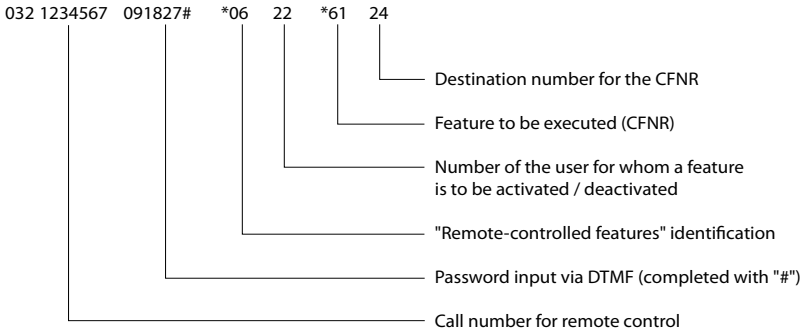 032 1234567 091827# *06 22 *61 24
Destination number for the CFNR
Feature to be executed (CFNR)
Number of the user for whom a feature
is to be activated / deactivated
"Remote-controlled features" identification
Password input via DTMF (completed with "#")
Call number for remote control